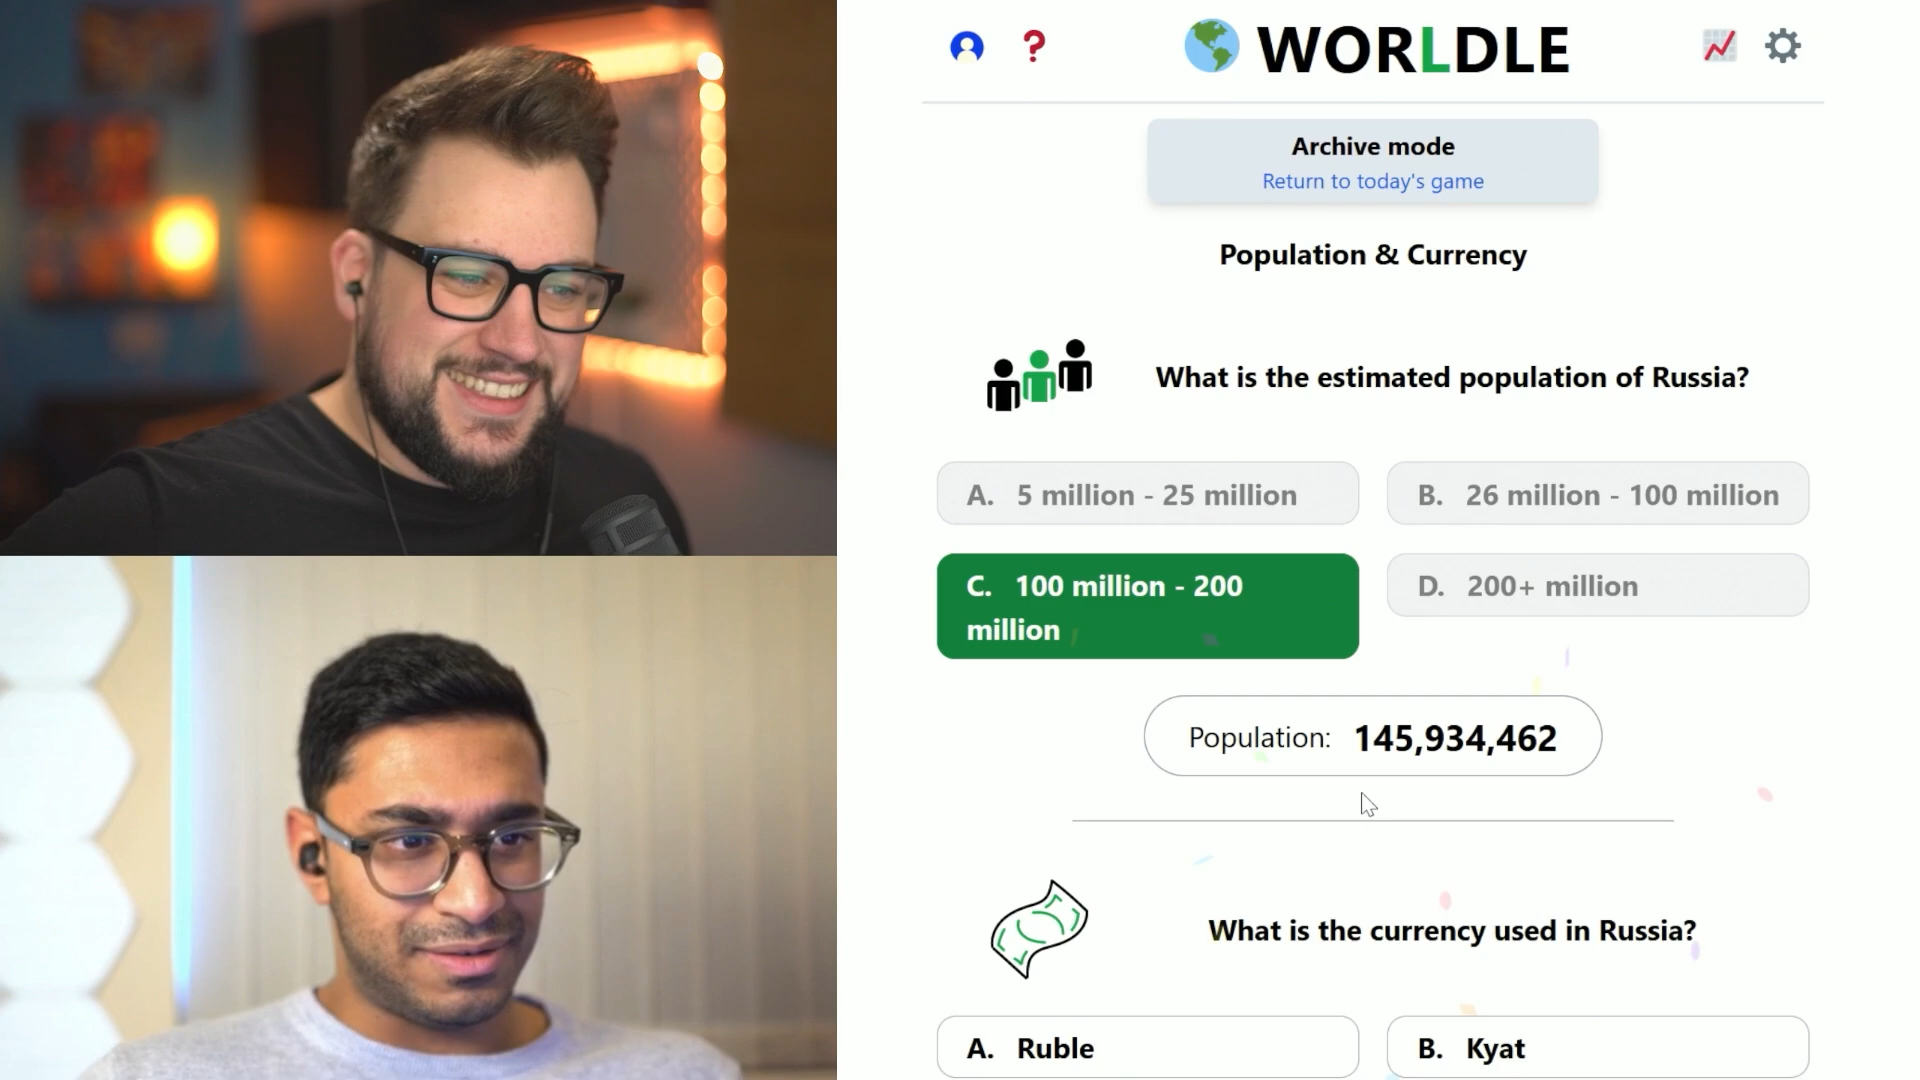 WORLDLE
Archive mode
Return to today's game
Population & Currency
What is the estimated population of Russia?
A. 5 million - 25 million
B. 26 million - 100 million
C. 100 million - 200
million
D. 200+ million
Population: 145,934,462
What is the currency used in Russia?
A. Ruble
B. Kyat